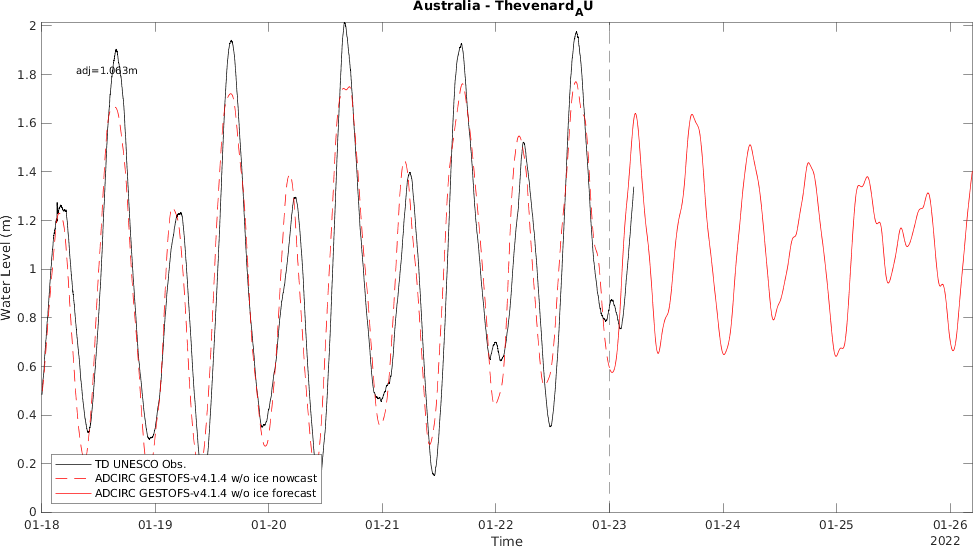 Australia - ThevenardAU
2
adj=1.063m
1.8
1.6
1.4
1.2
1
0.8
0.6
0.4
0.2
0
Water Level (m)
TD UNESCO Obs.
ADCIRC GESTOFS-v4.1.4 w/o ice nowcast
ADCIRC GESTOFS-v4.1.4 w/o ice forecast
01-18 01-19 01-20 01-21 01-22 01-23 01-24 01-25 01-26
Time 2022